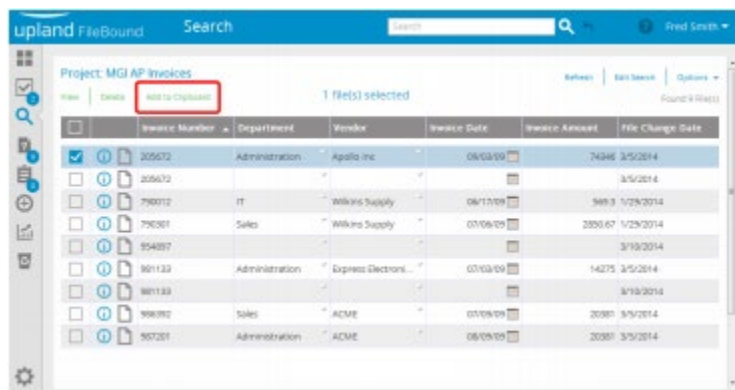 upland FileBound Search Search Fred Smith
Project: MGI AP Invoices Refresh Edit Search Options
View Delete Add to Clipboard 1 file(s) selected Found 9 File(s)
Invoice Number Department Vendor Invoice Date Invoice Amount File Change Date
205672 Administration Apollo Inc 09/03/09 74346 3/5/2014
205672 3/5/2014
790012 IT Wilkins Supply 06/17/09 569.3 1/29/2014
790301 Sales Wilkins Supply 07/06/09 2850.67 1/29/2014
954897 3/10/2014
981133 Administration Express Electroni... 07/03/09 14275 3/5/2014
981133 3/10/2014
986392 Sales ACME 07/09/09 20381 3/5/2014
987201 Administration ACME 08/09/09 20381 3/5/2014